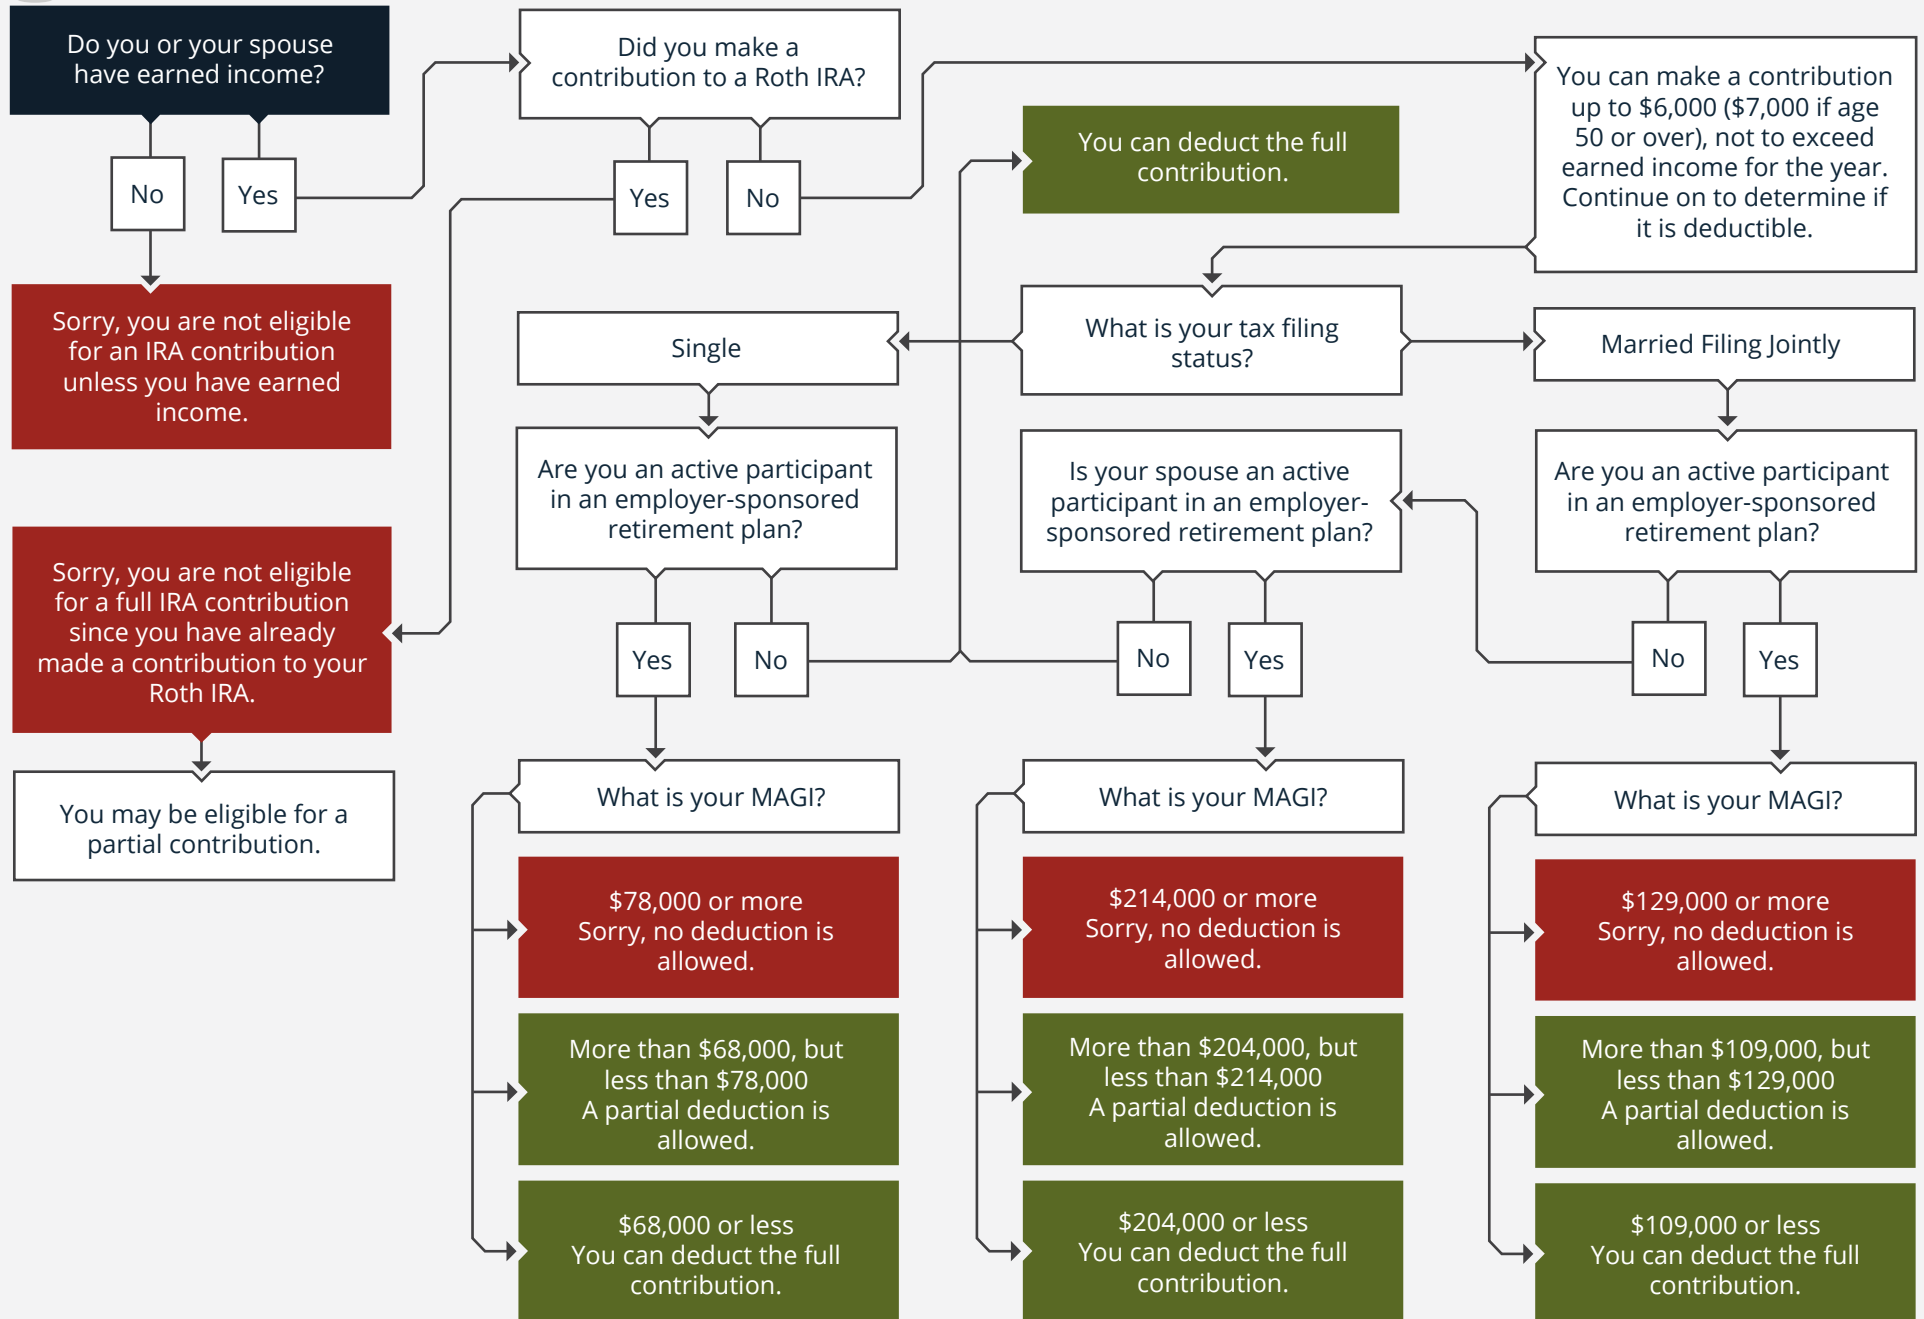 Do you or your spouse
have earned income?
No
Yes
Sorry, you are not eligible
for an IRA contribution
unless you have earned
income.
Did you make a
contribution to a Roth IRA?
Yes
No
Sorry, you are not eligible
for a full IRA contribution
since you have already
made a contribution to your
Roth IRA.
You may be eligible for a
partial contribution.
You can make a contribution
up to $6,000 ($7,000 if age
50 or over), not to exceed
earned income for the year.
Continue on to determine if
it is deductible.
You can deduct the full
contribution.
What is your tax filing
status?
Single
Married Filing Jointly
Are you an active participant
in an employer-sponsored
retirement plan?
Yes
No
Is your spouse an active
participant in an employer-
sponsored retirement plan?
No
Yes
Are you an active participant
in an employer-sponsored
retirement plan?
No
Yes
What is your MAGI?
$78,000 or more
Sorry, no deduction is
allowed.
More than $68,000, but
less than $78,000
A partial deduction is
allowed.
$68,000 or less
You can deduct the full
contribution.
What is your MAGI?
$214,000 or more
Sorry, no deduction is
allowed.
More than $204,000, but
less than $214,000
A partial deduction is
allowed.
$204,000 or less
You can deduct the full
contribution.
What is your MAGI?
$129,000 or more
Sorry, no deduction is
allowed.
More than $109,000, but
less than $129,000
A partial deduction is
allowed.
$109,000 or less
You can deduct the full
contribution.